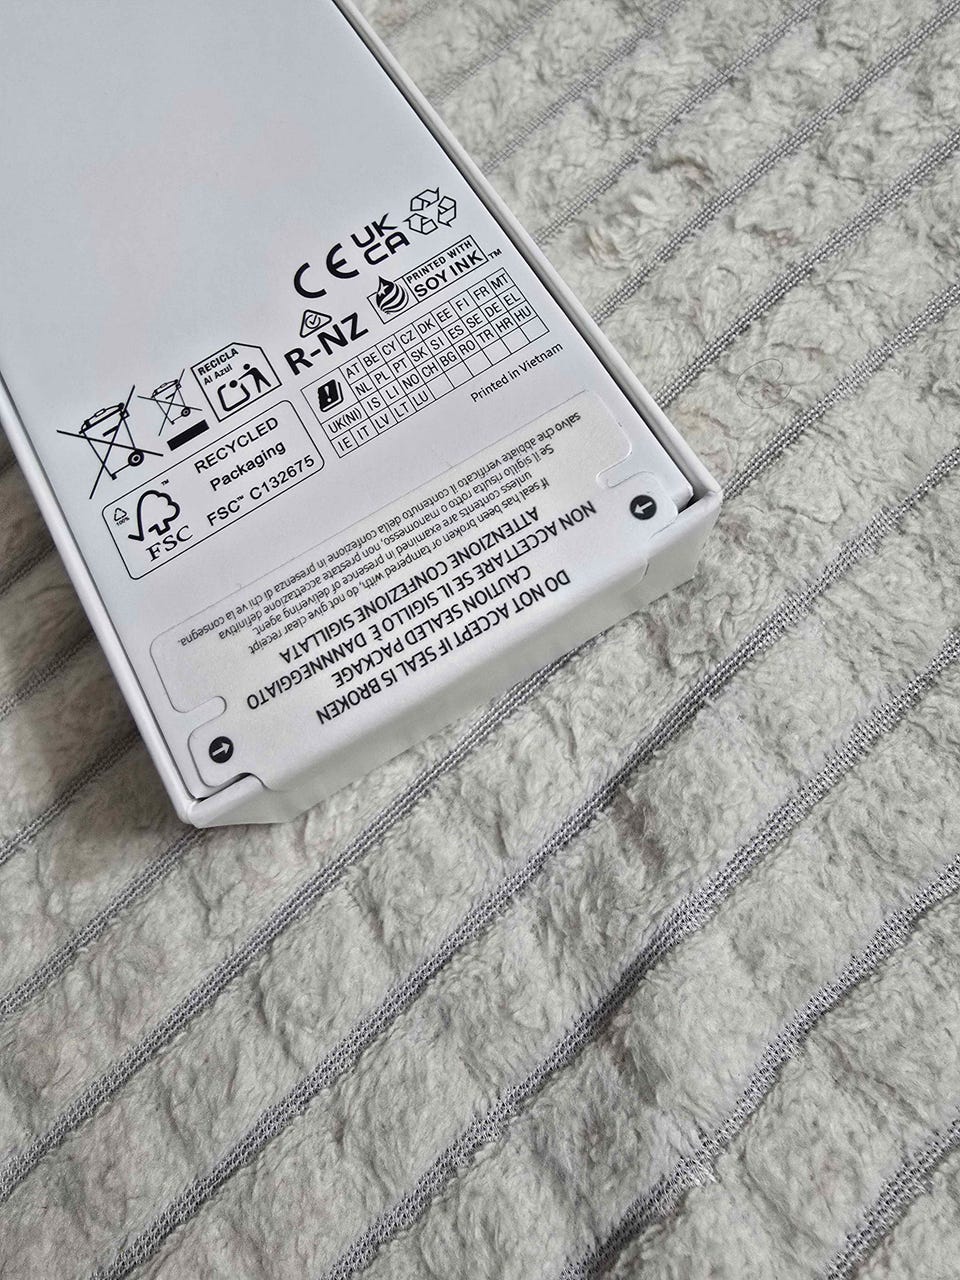 CE UK CA
PRINTED WITH
SOY INK™
R-NZ
RECICLA
Al Azul
AT BE CY CZ DK EE FI FR MT
NL PL PT SK SI ES SE DE EL
UK(NI) IS LI NO CH BG RO TR HR HU
IE IT LV LT LU
Printed in Vietnam
RECYCLED
Packaging
FSC™ C132675
100%
™
FSC
DO NOT ACCEPT IF SEAL IS BROKEN
CAUTION SEALED PACKAGE
NON ACCETTARE SE IL SIGILLO È DANNNEGGIATO
ATTENZIONE CONFEZIONE SIGILLATA
If seal has been broken or tampered with, do not give clear receipt
unless contents are examined in presence of delivering agent.
Se il sigillo risulta rotto o manomesso, non prestate accettazione definitiva
salvo che abbiate verificato il contenuto della confezione in presenza di chi ve la consegna.